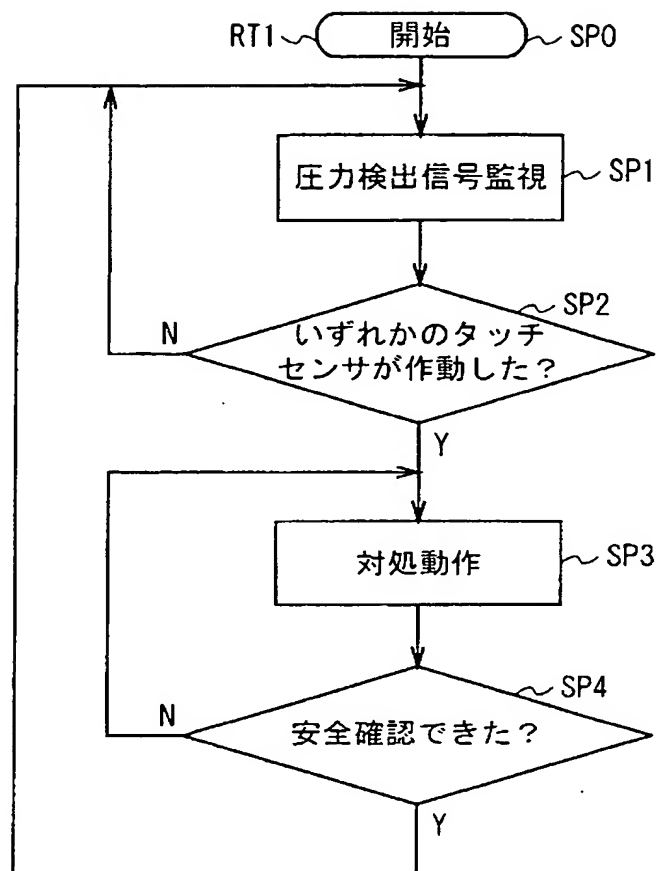 RT1 開始 SP0
圧力検出信号監視 SP1
SP2
N いずれかのタッチ
センサが作動した？
Y
対処動作 SP3
SP4
N 安全確認できた？
Y